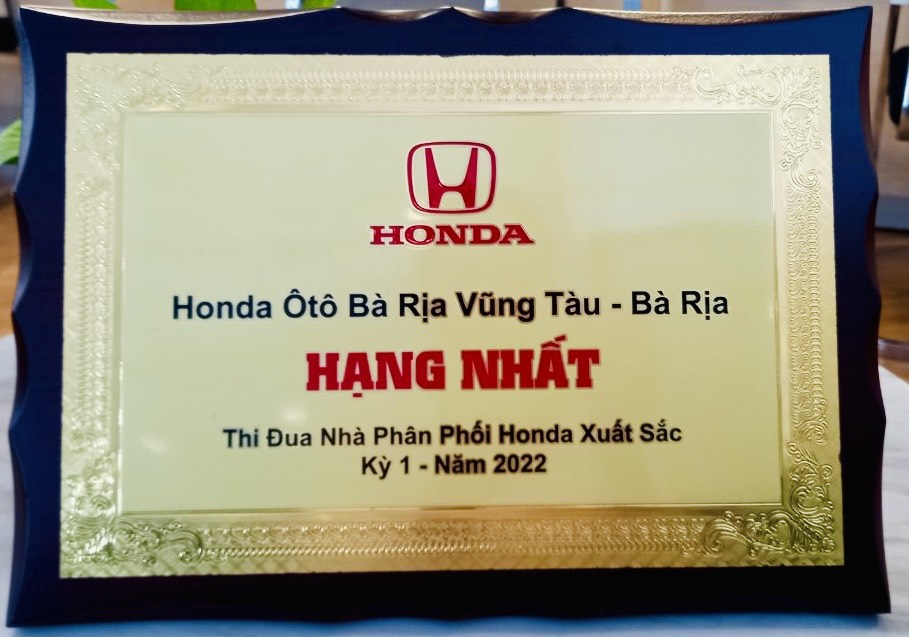 HONDA
Honda Ôtô Bà Rịa Vũng Tàu - Bà Rịa
HẠNG NHẤT
Thi Đua Nhà Phân Phối Honda Xuất Sắc
Kỳ 1 - Năm 2022